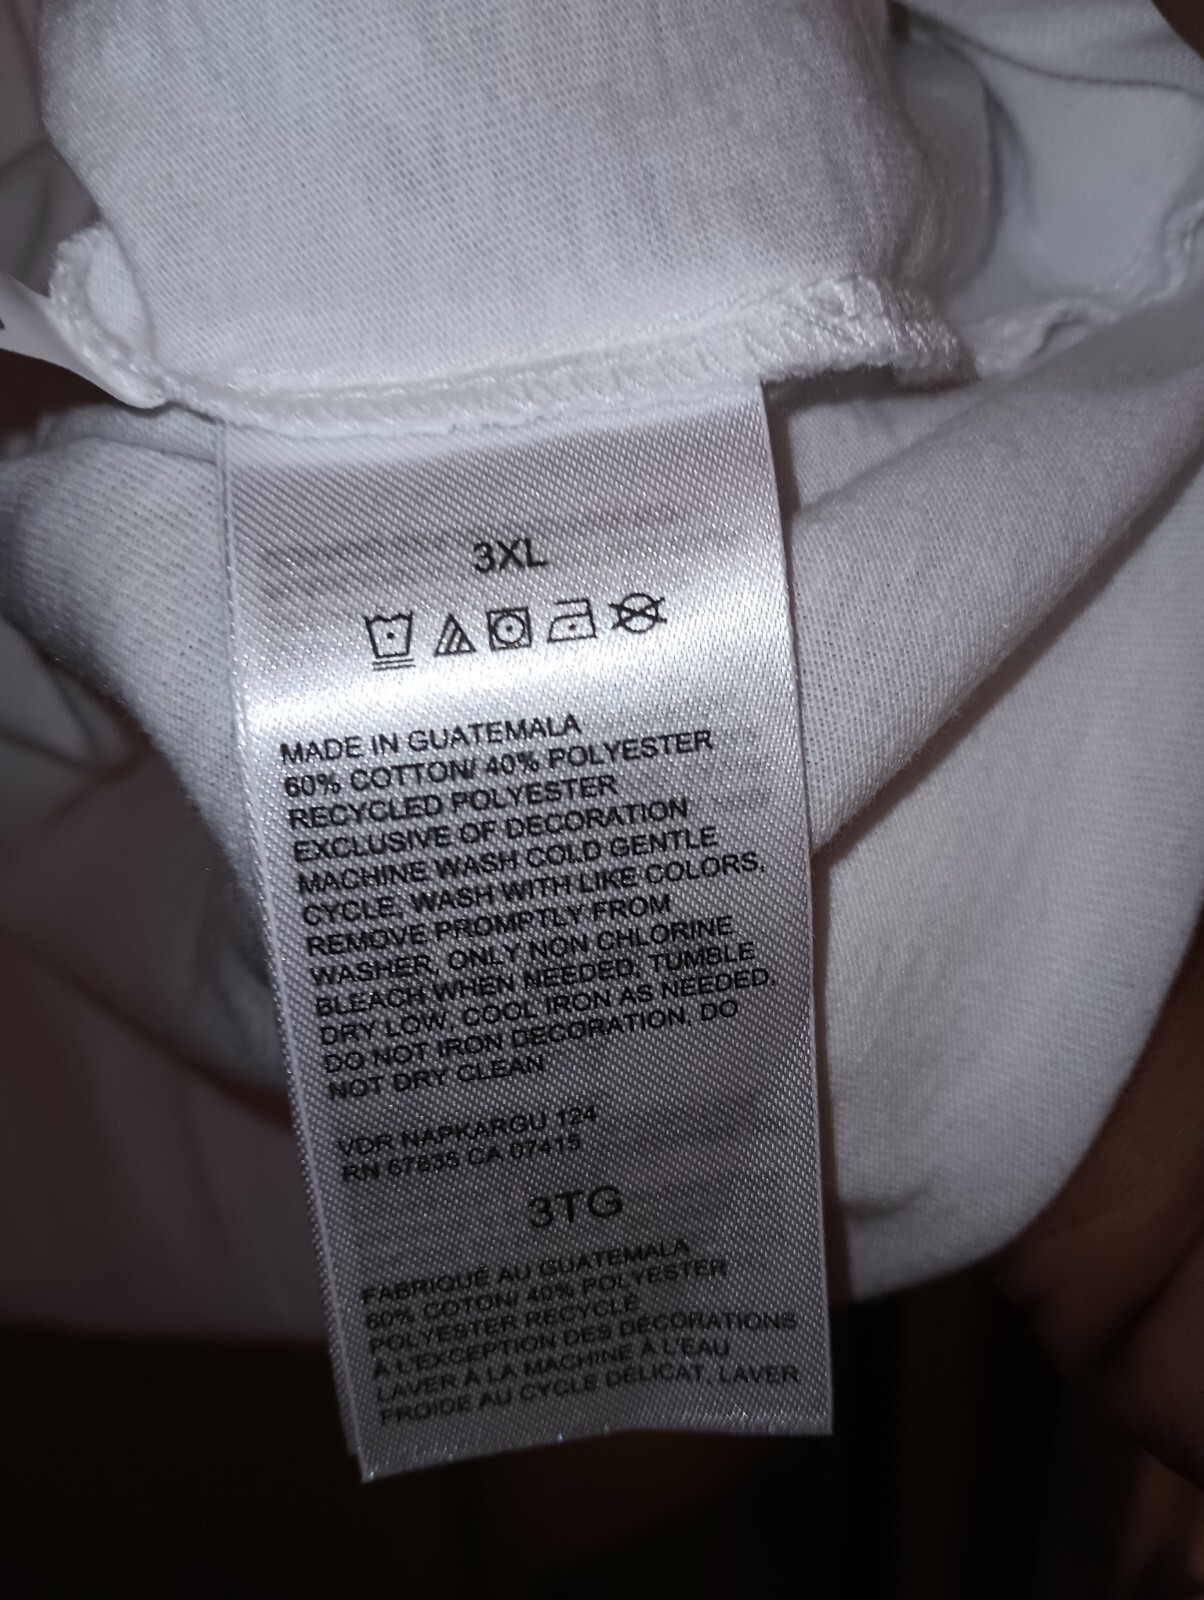 3XL
MADE IN GUATEMALA
60% COTTON/ 40% POLYESTER
RECYCLED POLYESTER
EXCLUSIVE OF DECORATION
MACHINE WASH COLD GENTLE
CYCLE, WASH WITH LIKE COLORS,
REMOVE PROMPTLY FROM
WASHER, ONLY NON CHLORINE
BLEACH WHEN NEEDED, TUMBLE
DRY LOW, COOL IRON AS NEEDED,
DO NOT IRON DECORATION, DO
NOT DRY CLEAN
VDR NAPKARGU 124
RN 67835 CA 07415
3TG
FABRIQUÉ AU GUATEMALA
60% COTON/ 40% POLYESTER
POLYESTER RECYCLÉ
À L'EXCEPTION DES DÉCORATIONS
LAVER À LA MACHINE À L'EAU
FROIDE AU CYCLE DÉLICAT, LAVER